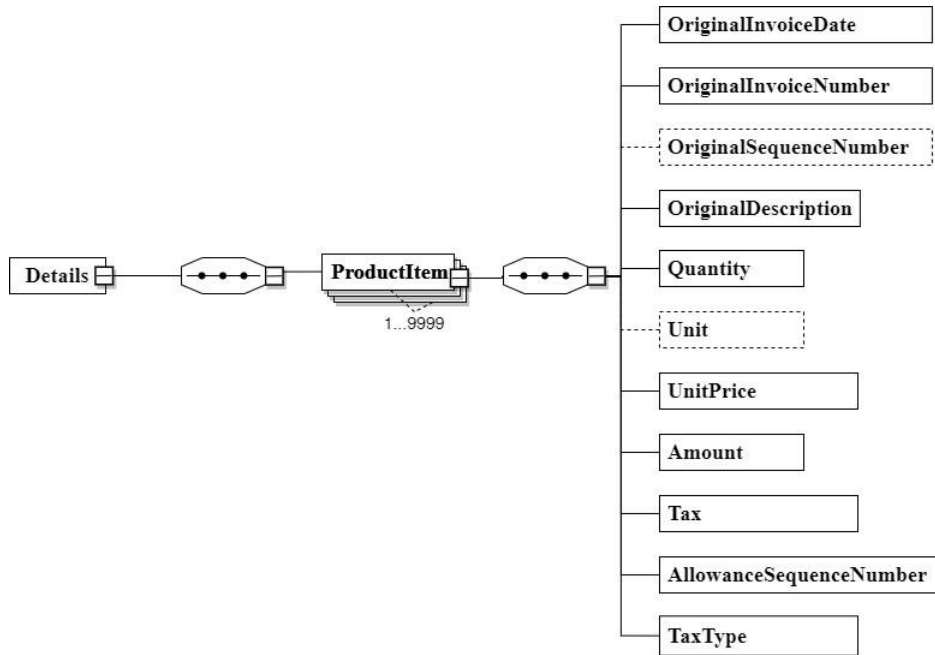 OriginalInvoiceDate
OriginalInvoiceNumber
OriginalSequenceNumber
OriginalDescription
Details
ProductItem
1...9999
Quantity
Unit
UnitPrice
Amount
Tax
AllowanceSequenceNumber
TaxType